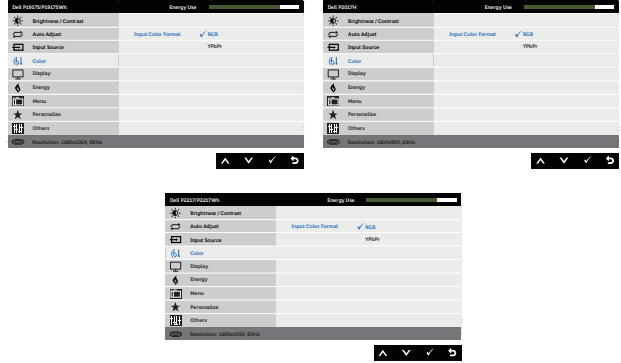 Dell P1917S/P1917SWh Energy Use
Brightness / Contrast
Auto Adjust Input Color Format ✓ RGB
Input Source YPbPr
Color
Display
Energy
Menu
Personalize
Others
Resolution: 1280x1024, 60Hz
Dell P2017H Energy Use
Brightness / Contrast
Auto Adjust Input Color Format ✓ RGB
Input Source YPbPr
Color
Display
Energy
Menu
Personalize
Others
Resolution: 1600x900, 60Hz
Dell P2217/P2217Wh Energy Use
Brightness / Contrast
Auto Adjust Input Color Format ✓ RGB
Input Source YPbPr
Color
Display
Energy
Menu
Personalize
Others
Resolution: 1680x1050, 60Hz